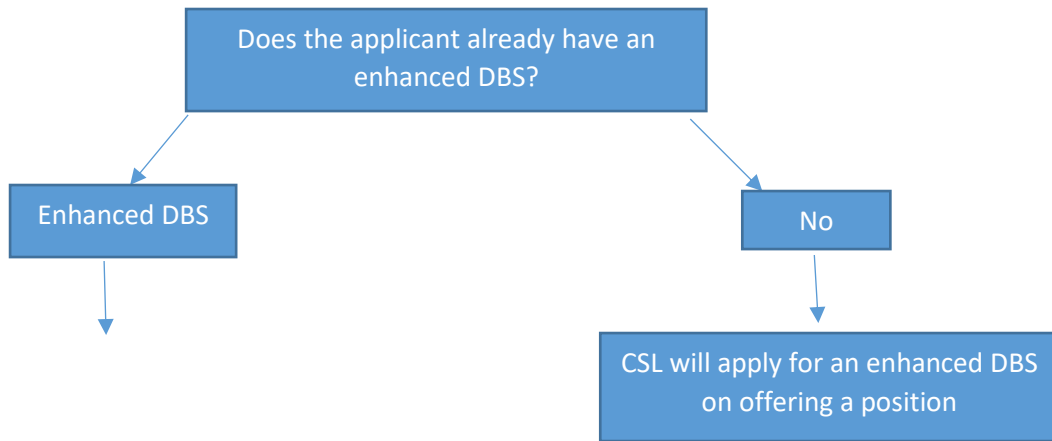 Does the applicant already have an
enhanced DBS?
Enhanced DBS
No
CSL will apply for an enhanced DBS
on offering a position